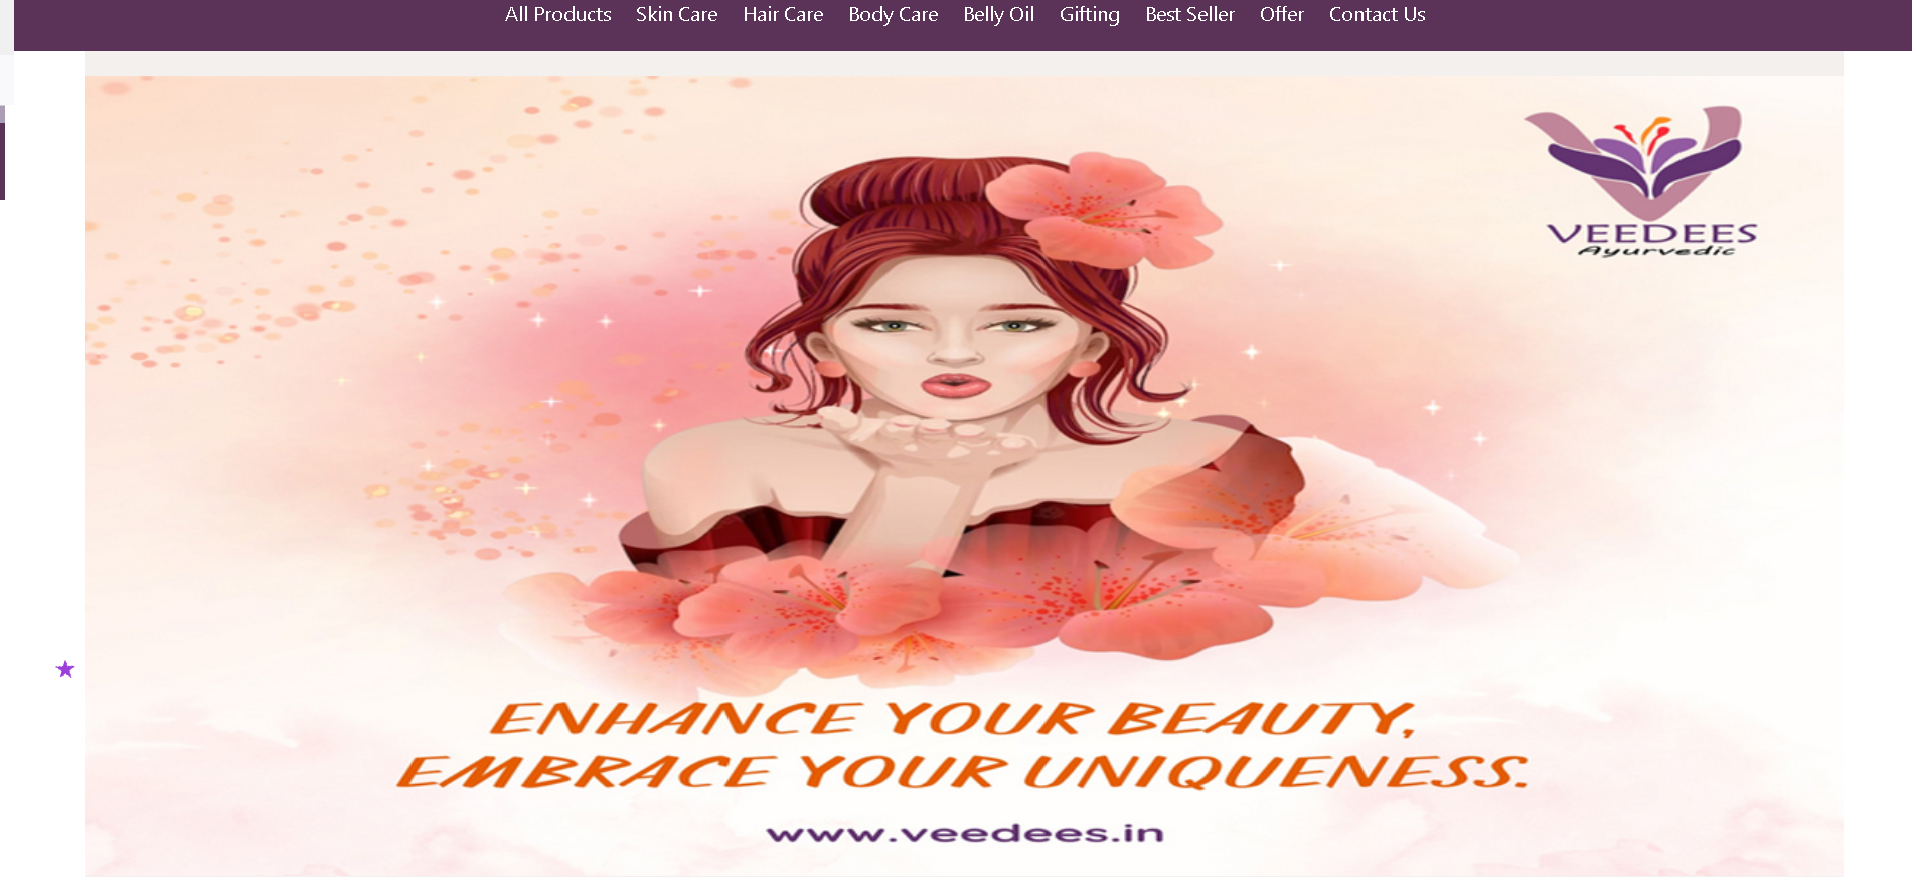 All Products Skin Care Hair Care Body Care Belly Oil Gifting Best Seller Offer Contact Us
VEEDEES
Ayurvedic
ENHANCE YOUR BEAUTY,
EMBRACE YOUR UNIQUENESS.
www.veedees.in